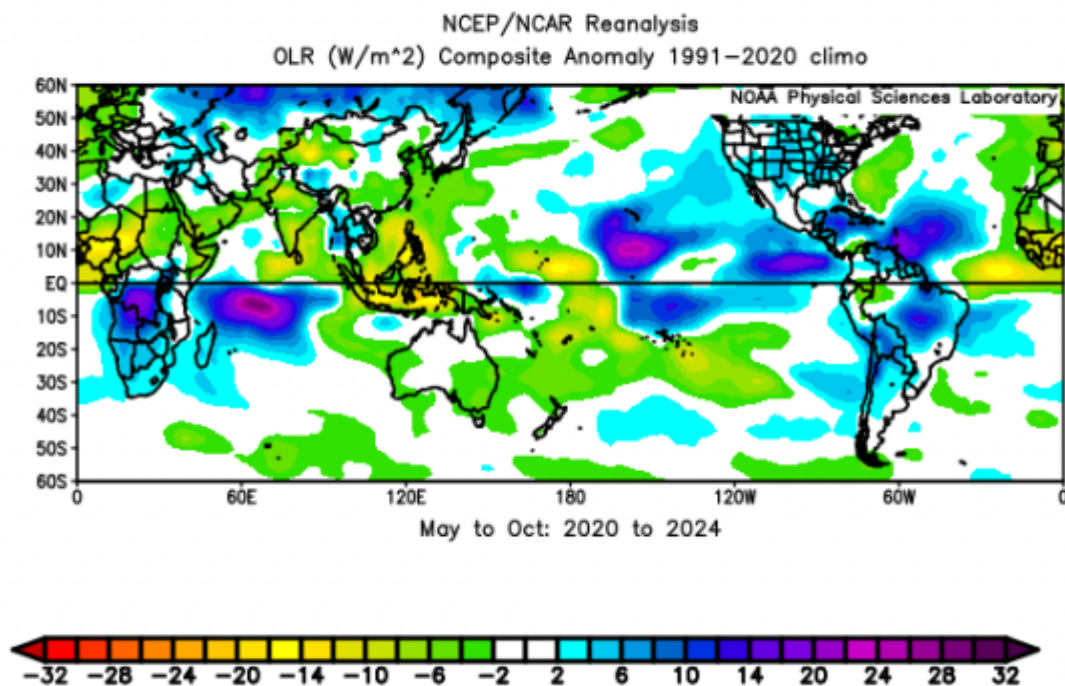 NCEP/NCAR Reanalysis
OLR (W/m^2) Composite Anomaly 1991-2020 climo
NOAA Physical Sciences Laboratory
60N
50N
40N
30N
20N
10N
EQ
10S
20S
30S
40S
50S
60S
0 60E 120E 180 120W 60W 0
May to Oct: 2020 to 2024
-32 -28 -24 -20 -14 -10 -6 -2 2 6 10 14 20 24 28 32